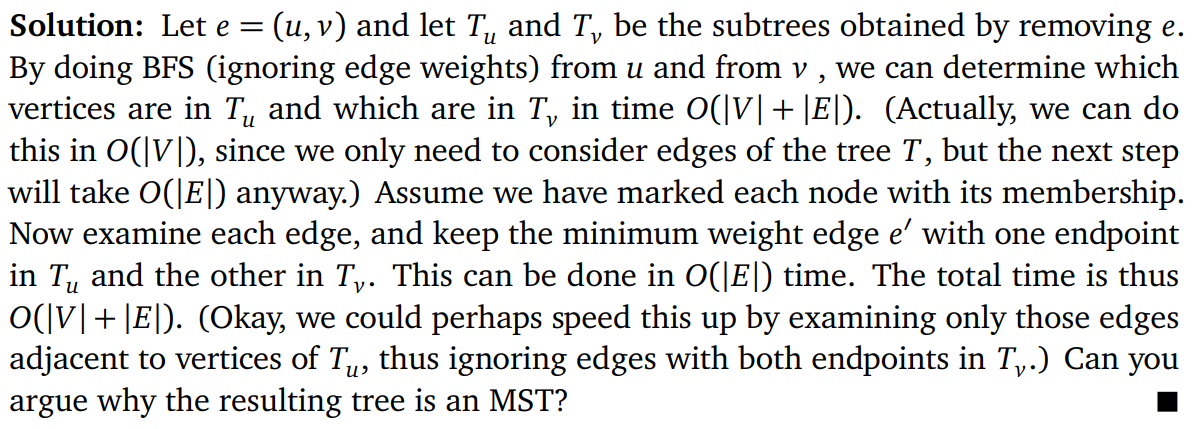 Solution: Let e = (u, v) and let T_u and T_v be the subtrees obtained by removing e.
By doing BFS (ignoring edge weights) from u and from v , we can determine which
vertices are in T_u and which are in T_v in time O(|V| + |E|). (Actually, we can do
this in O(|V|), since we only need to consider edges of the tree T, but the next step
will take O(|E|) anyway.) Assume we have marked each node with its membership.
Now examine each edge, and keep the minimum weight edge e′ with one endpoint
in T_u and the other in T_v. This can be done in O(|E|) time. The total time is thus
O(|V| + |E|). (Okay, we could perhaps speed this up by examining only those edges
adjacent to vertices of T_u, thus ignoring edges with both endpoints in T_v.) Can you
argue why the resulting tree is an MST? ■